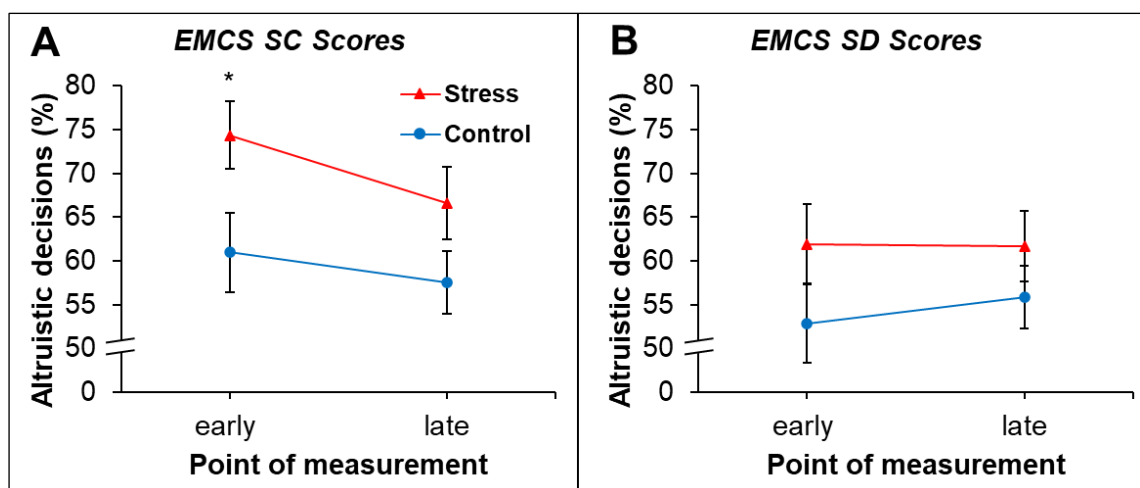 A
EMCS SC Scores
*
Altruistic decisions (%)
80
75
70
65
60
55
50
0
Stress
Control
early late
Point of measurement
B
EMCS SD Scores
Altruistic decisions (%)
80
75
70
65
60
55
50
0
early late
Point of measurement